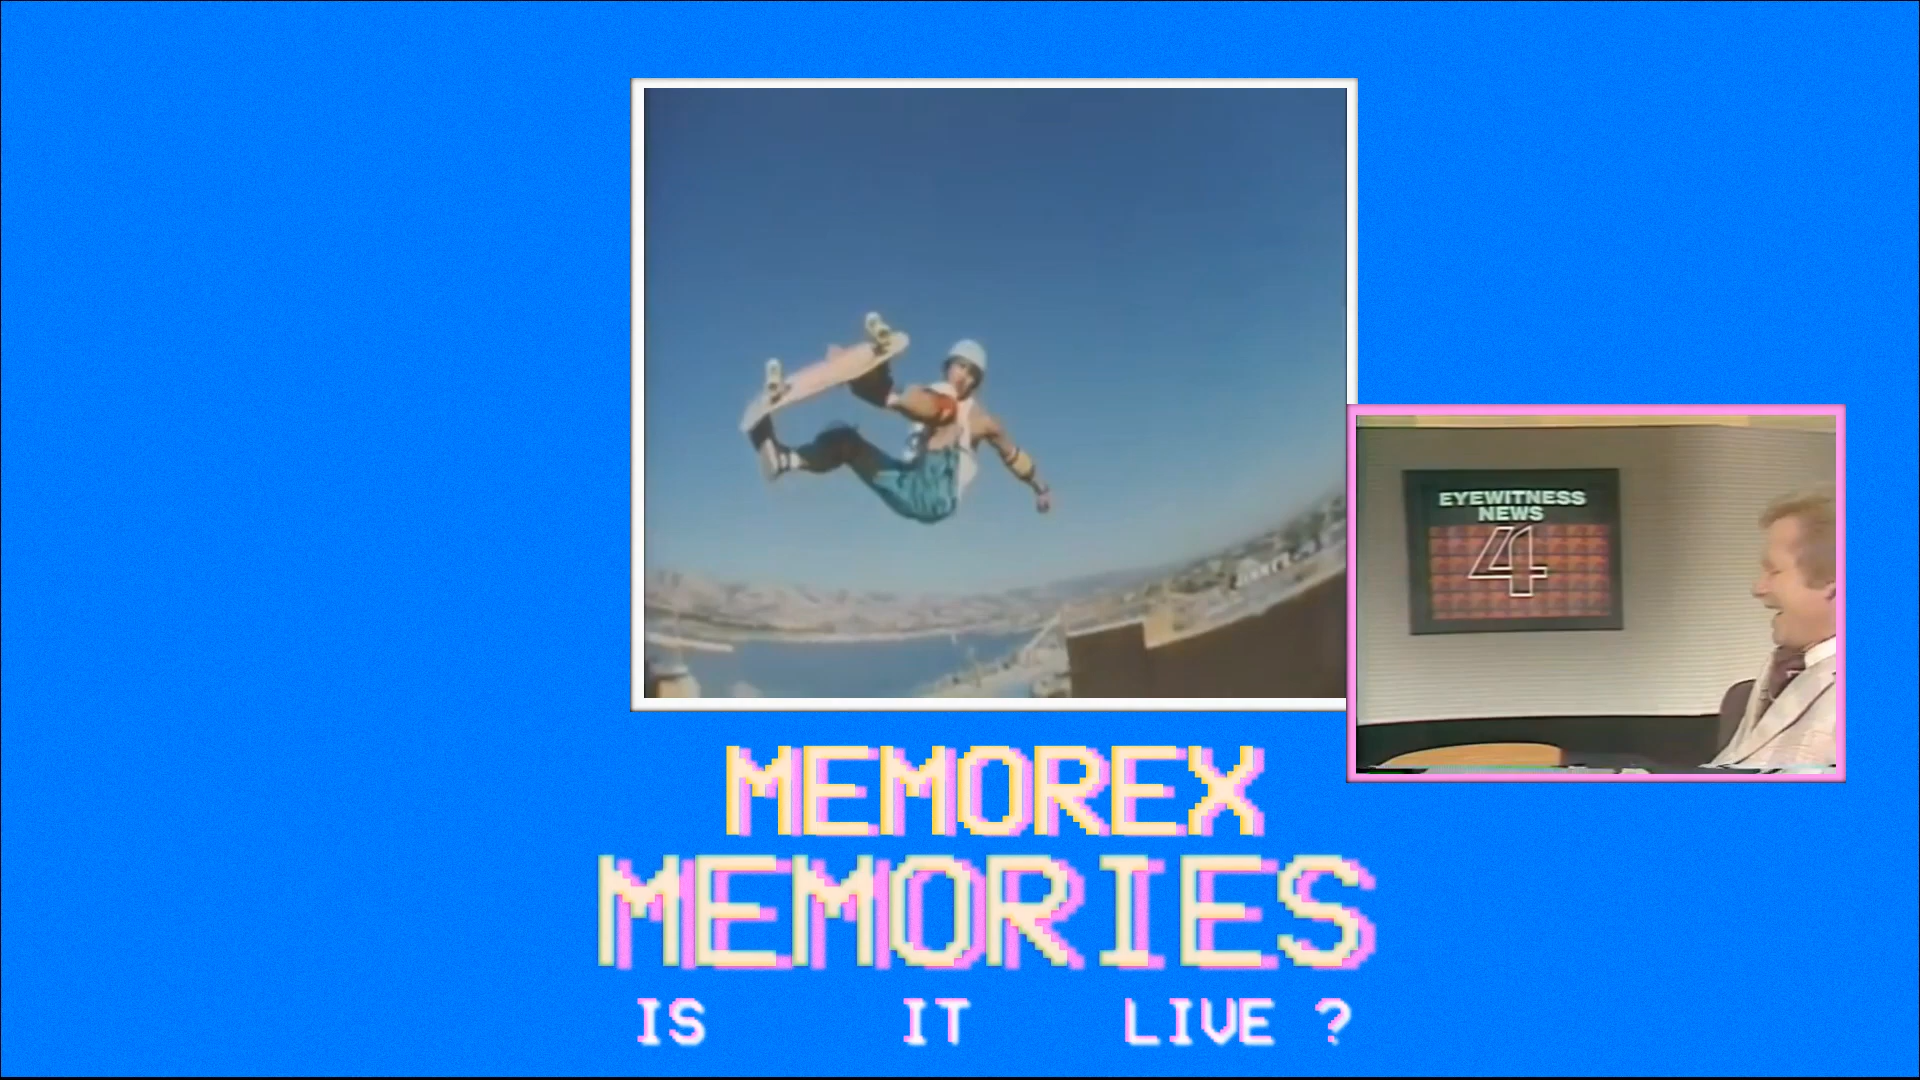 EYEWITNESS
NEWS
4
MEMOREX
MEMORIES
IS IT LIVE ?